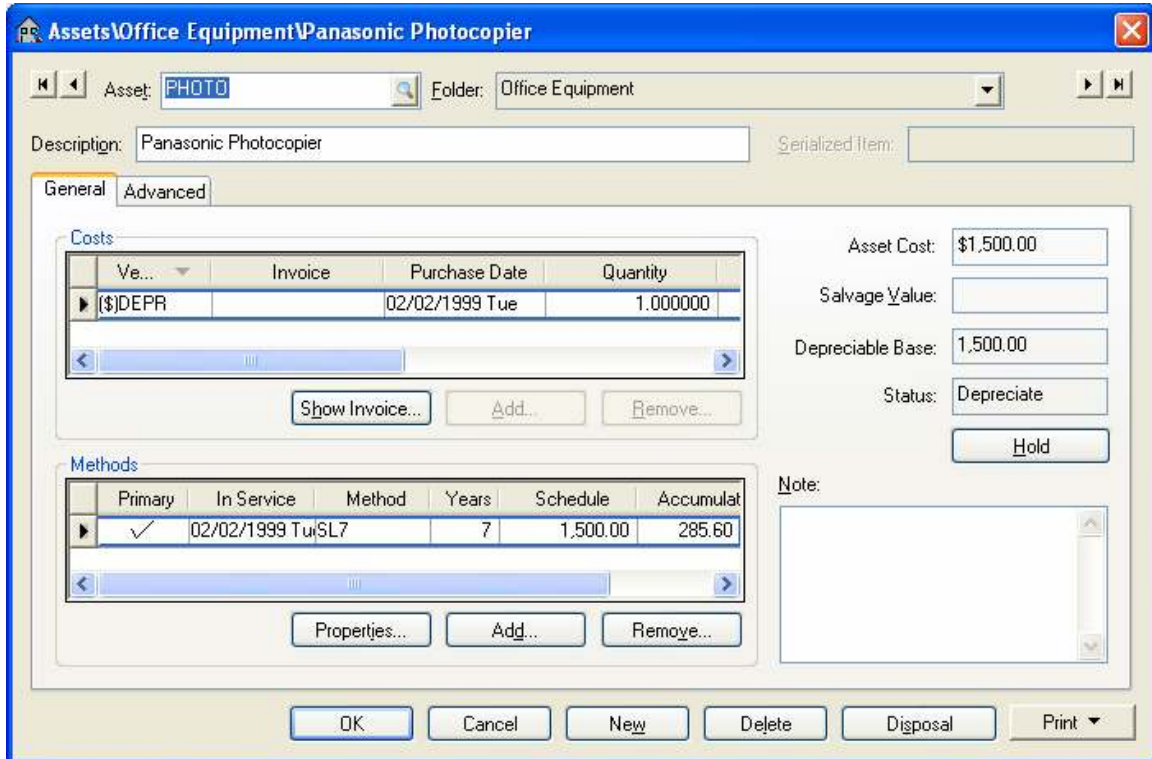 Assets\Office Equipment\Panasonic Photocopier
Asset: PHOTO Folder: Office Equipment
Description: Panasonic Photocopier Serialized Item:
General Advanced
Costs
Ve... Invoice Purchase Date Quantity
($)DEPR 02/02/1999 Tue 1.000000
Show Invoice... Add... Remove...
Asset Cost: $1,500.00
Salvage Value:
Depreciable Base: 1,500.00
Status: Depreciate
Hold
Methods
Primary In Service Method Years Schedule Accumulat
02/02/1999 Tu SL7 7 1,500.00 285.60
Properties... Add... Remove...
Note:
OK Cancel New Delete Disposal Print